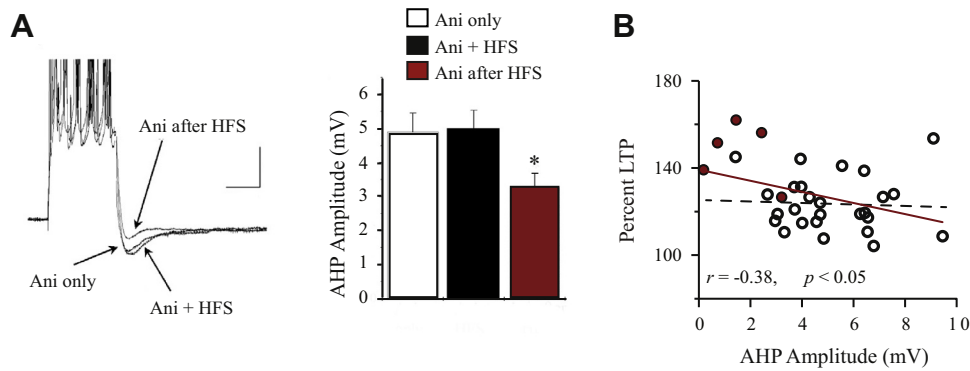 A
Ani after HFS
Ani only
Ani + HFS
Ani only
Ani + HFS
Ani after HFS
AHP Amplitude (mV)
6
5
4
3
2
1
0
*
B
Percent LTP
180
140
100
r = -0.38, p < 0.05
0 2 4 6 8 10
AHP Amplitude (mV)